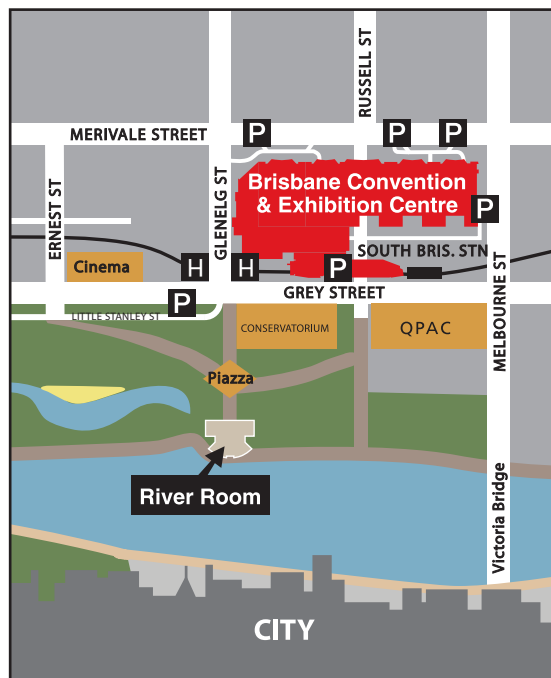 RUSSELL ST
P
P
P
MERIVALE STREET
Brisbane Convention
& Exhibition Centre
ERNEST ST
GLENELG ST
P
SOUTH BRIS. STN
Cinema
H
H
P
GREY STREET
P
LITTLE STANLEY ST
CONSERVATORIUM
QPAC
MELBOURNE ST
Piazza
River Room
Victoria Bridge
CITY